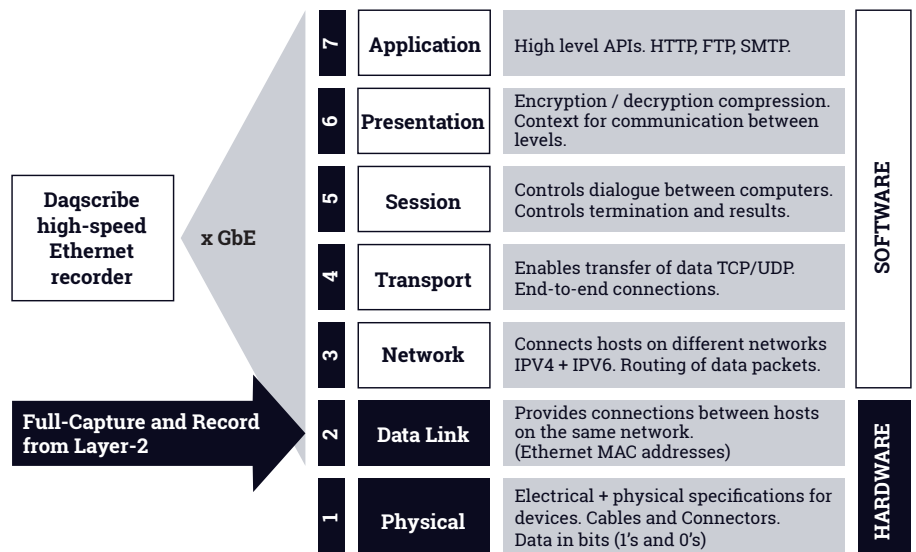 Daqscribe
high-speed
Ethernet
recorder
x GbE
Full-Capture and Record
from Layer-2
7
Application
High level APIs. HTTP, FTP, SMTP.
6
Presentation
Encryption / decryption compression.
Context for communication between
levels.
5
Session
Controls dialogue between computers.
Controls termination and results.
4
Transport
Enables transfer of data TCP/UDP.
End-to-end connections.
3
Network
Connects hosts on different networks
IPV4 + IPV6. Routing of data packets.
2
Data Link
Provides connections between hosts
on the same network.
(Ethernet MAC addresses)
1
Physical
Electrical + physical specifications for
devices. Cables and Connectors.
Data in bits (1's and 0's)
SOFTWARE
HARDWARE